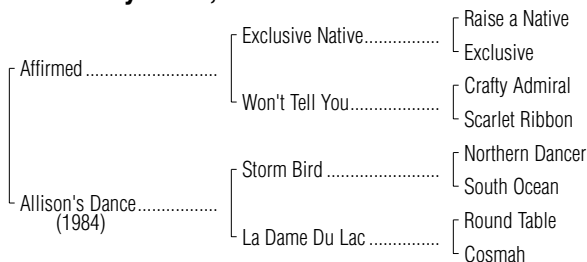 Raise a Native
Exclusive Native.................
Exclusive
Affirmed .............................
Crafty Admiral
Won't Tell You....................
Scarlet Ribbon
Northern Dancer
Storm Bird .........................
South Ocean
Allison's Dance.................
(1984)
Round Table
La Dame Du Lac ...............
Cosmah